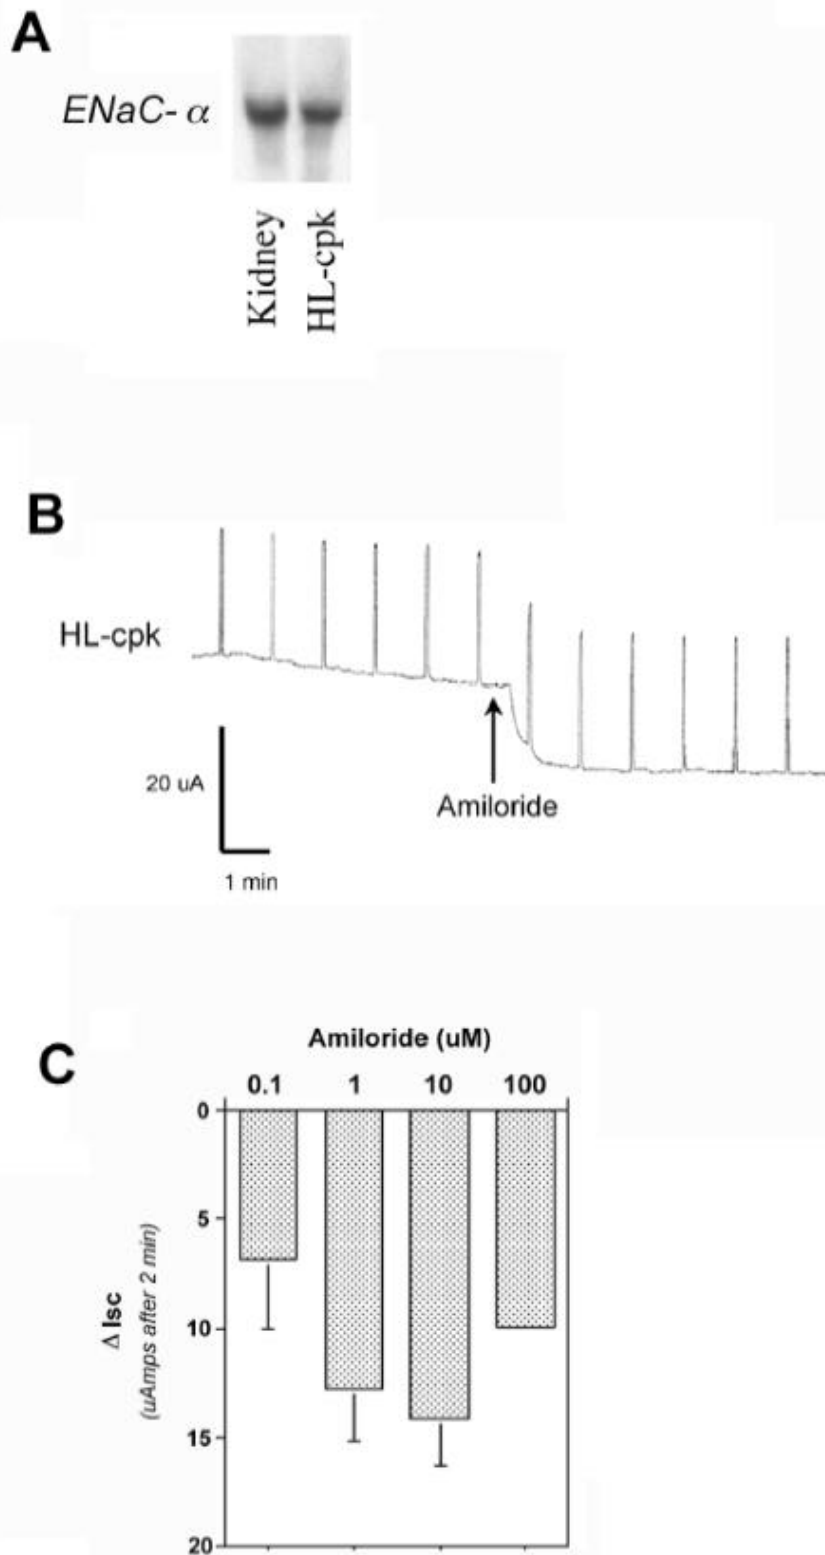 A
ENaC- α
Kidney
HL-cpk
B
HL-cpk
20 uA
Amiloride
1 min
C
Amiloride (uM)
0.1 1 10 100
0
5
10
15
20
Δ Isc
(uAmps after 2 min)